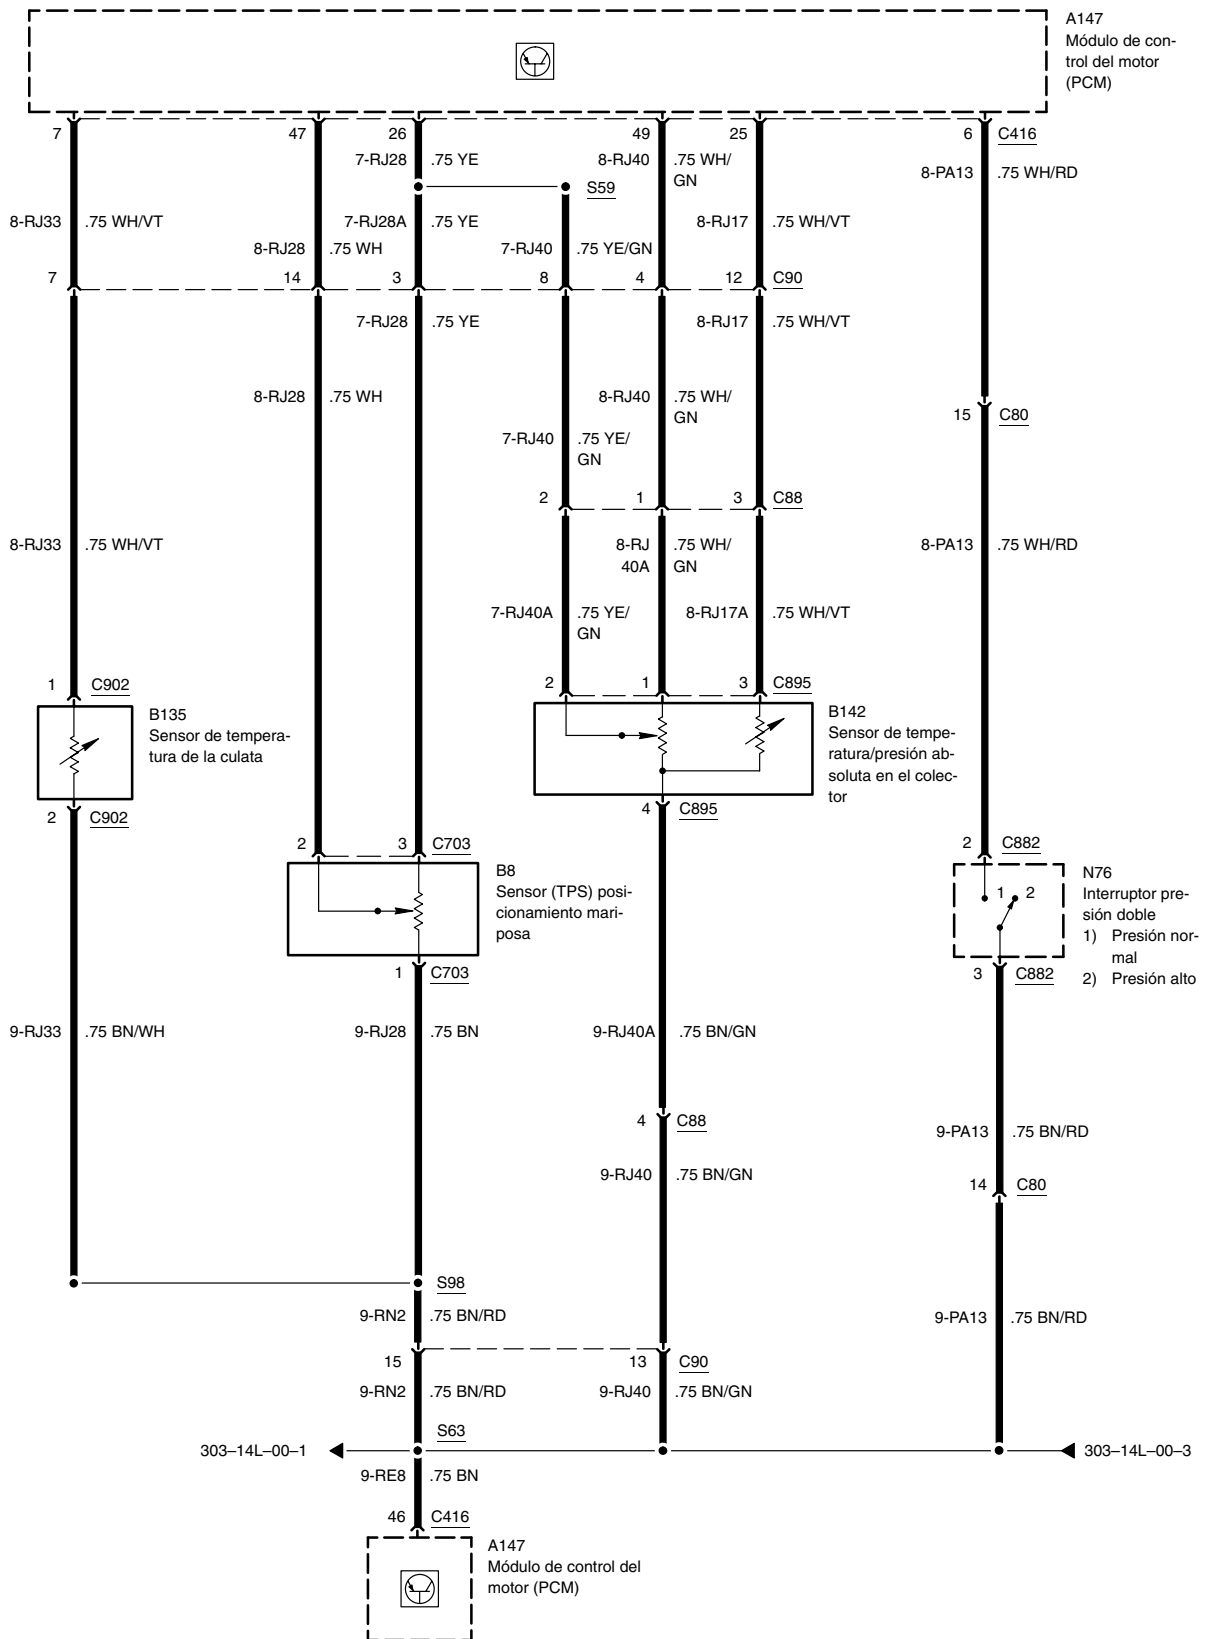 A147
Módulo de con-
trol del motor
(PCM)
7
47
26
49
25
6
C416
7-RJ28
.75 YE
8-RJ40
.75 WH/
GN
8-PA13
.75 WH/RD
S59
8-RJ33
.75 WH/VT
7-RJ28A
.75 YE
8-RJ17
.75 WH/VT
8-RJ28
.75 WH
7-RJ40
.75 YE/GN
7
14
3
8
4
12
C90
7-RJ28
.75 YE
8-RJ17
.75 WH/VT
8-RJ28
.75 WH
8-RJ40
.75 WH/
GN
15
C80
7-RJ40
.75 YE/
GN
2
1
3
C88
8-RJ33
.75 WH/VT
8-RJ
40A
.75 WH/
GN
8-PA13
.75 WH/RD
7-RJ40A
.75 YE/
GN
8-RJ17A
.75 WH/VT
1
C902
2
1
3
C895
B135
Sensor de tempera-
tura de la culata
B142
Sensor de tempe-
ratura/presión ab-
soluta en el colec-
tor
2
C902
4
C895
2
3
C703
2
C882
B8
Sensor (TPS) posi-
cionamiento mari-
posa
1
2
N76
Interruptor pre-
sión doble
1) Presión nor-
mal
2) Presión alto
1
C703
3
C882
9-RJ33
.75 BN/WH
9-RJ28
.75 BN
9-RJ40A
.75 BN/GN
4
C88
9-PA13
.75 BN/RD
9-RJ40
.75 BN/GN
14
C80
S98
9-RN2
.75 BN/RD
9-PA13
.75 BN/RD
15
13
C90
9-RN2
.75 BN/RD
9-RJ40
.75 BN/GN
S63
303–14L–00–1
303–14L–00–3
9-RE8
.75 BN
46
C416
A147
Módulo de control del
motor (PCM)